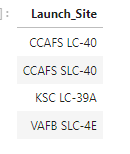 ]:
Launch_Site
CCAFS LC-40
CCAFS SLC-40
KSC LC-39A
VAFB SLC-4E